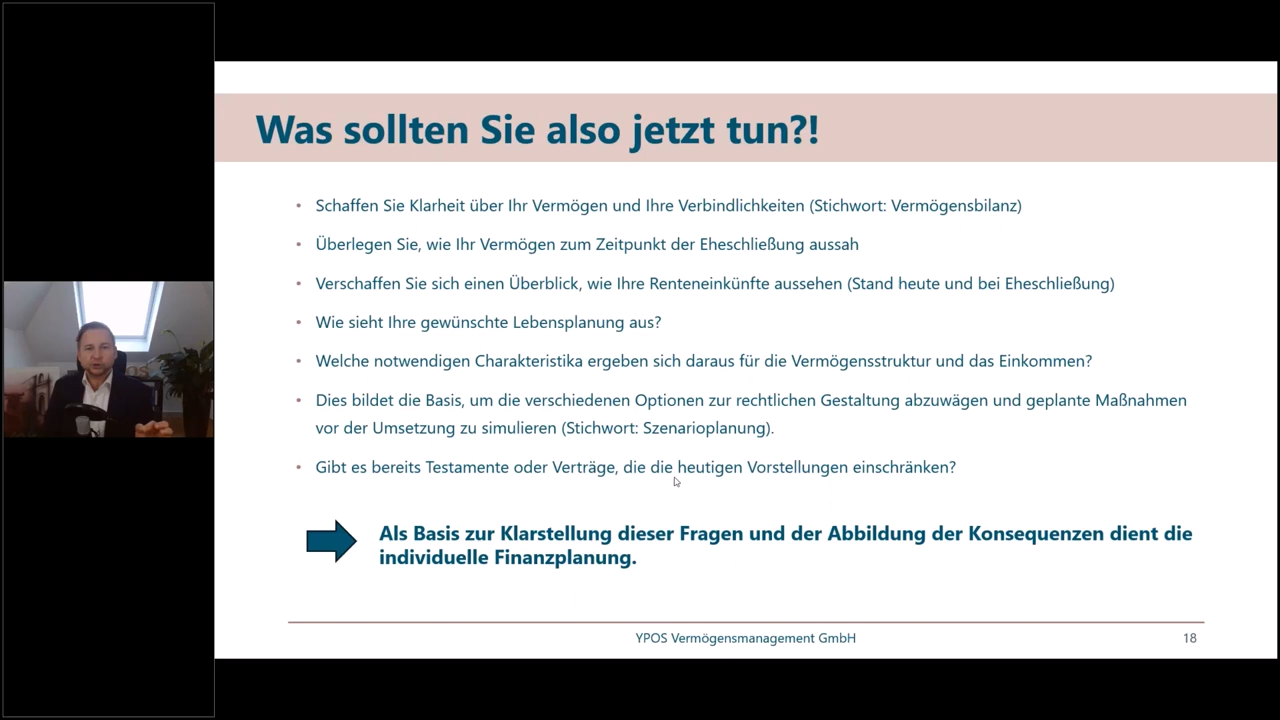 Was sollten Sie also jetzt tun?!
• Schaffen Sie Klarheit über Ihr Vermögen und Ihre Verbindlichkeiten (Stichwort: Vermögensbilanz)
• Überlegen Sie, wie Ihr Vermögen zum Zeitpunkt der Eheschließung aussah
• Verschaffen Sie sich einen Überblick, wie Ihre Renteneinkünfte aussehen (Stand heute und bei Eheschließung)
• Wie sieht Ihre gewünschte Lebensplanung aus?
• Welche notwendigen Charakteristika ergeben sich daraus für die Vermögensstruktur und das Einkommen?
• Dies bildet die Basis, um die verschiedenen Optionen zur rechtlichen Gestaltung abzuwägen und geplante Maßnahmen
vor der Umsetzung zu simulieren (Stichwort: Szenarioplanung).
• Gibt es bereits Testamente oder Verträge, die die heutigen Vorstellungen einschränken?
Als Basis zur Klarstellung dieser Fragen und der Abbildung der Konsequenzen dient die
individuelle Finanzplanung.
YPOS Vermögensmanagement GmbH
18